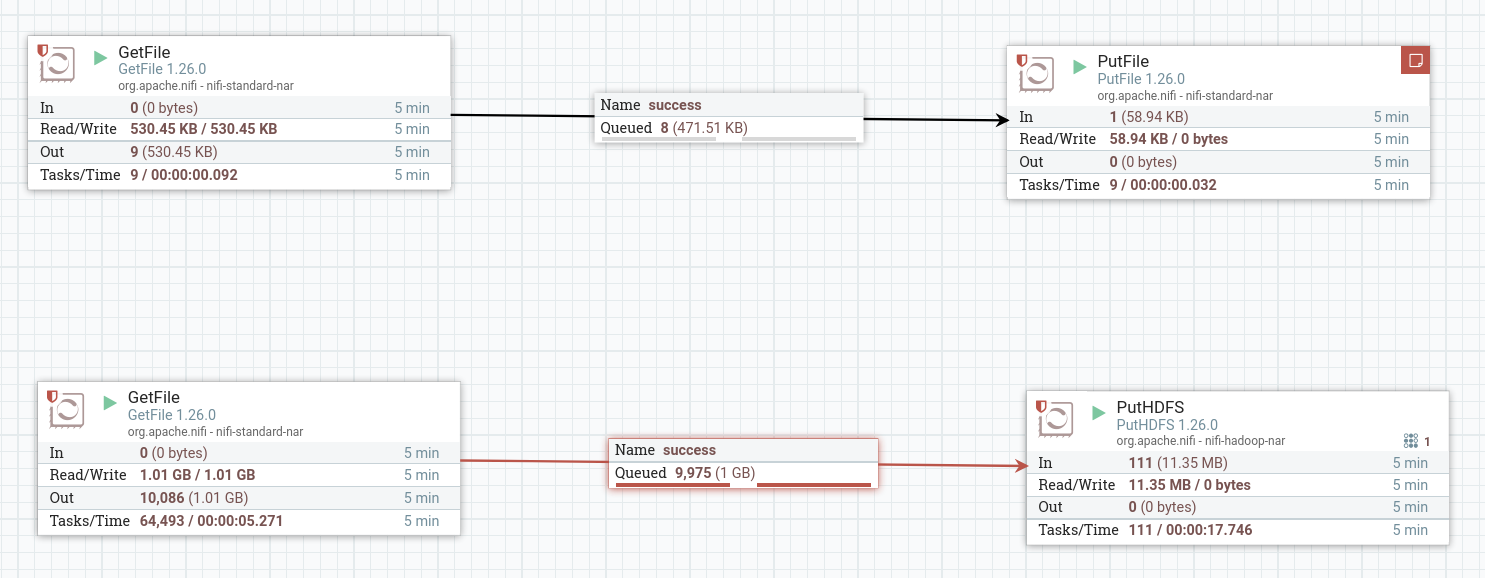 GetFile
GetFile 1.26.0
org.apache.nifi - nifi-standard-nar
In 0 (0 bytes) 5 min
Read/Write 530.45 KB / 530.45 KB 5 min
Out 9 (530.45 KB) 5 min
Tasks/Time 9 / 00:00:00.092 5 min
Name success
Queued 8 (471.51 KB)
PutFile
PutFile 1.26.0
org.apache.nifi - nifi-standard-nar
In 1 (58.94 KB) 5 min
Read/Write 58.94 KB / 0 bytes 5 min
Out 0 (0 bytes) 5 min
Tasks/Time 9 / 00:00:00.032 5 min
GetFile
GetFile 1.26.0
org.apache.nifi - nifi-standard-nar
In 0 (0 bytes) 5 min
Read/Write 1.01 GB / 1.01 GB 5 min
Out 10,086 (1.01 GB) 5 min
Tasks/Time 64,493 / 00:00:05.271 5 min
Name success
Queued 9,975 (1 GB)
PutHDFS
PutHDFS 1.26.0
org.apache.nifi - nifi-hadoop-nar 1
In 111 (11.35 MB) 5 min
Read/Write 11.35 MB / 0 bytes 5 min
Out 0 (0 bytes) 5 min
Tasks/Time 111 / 00:00:17.746 5 min